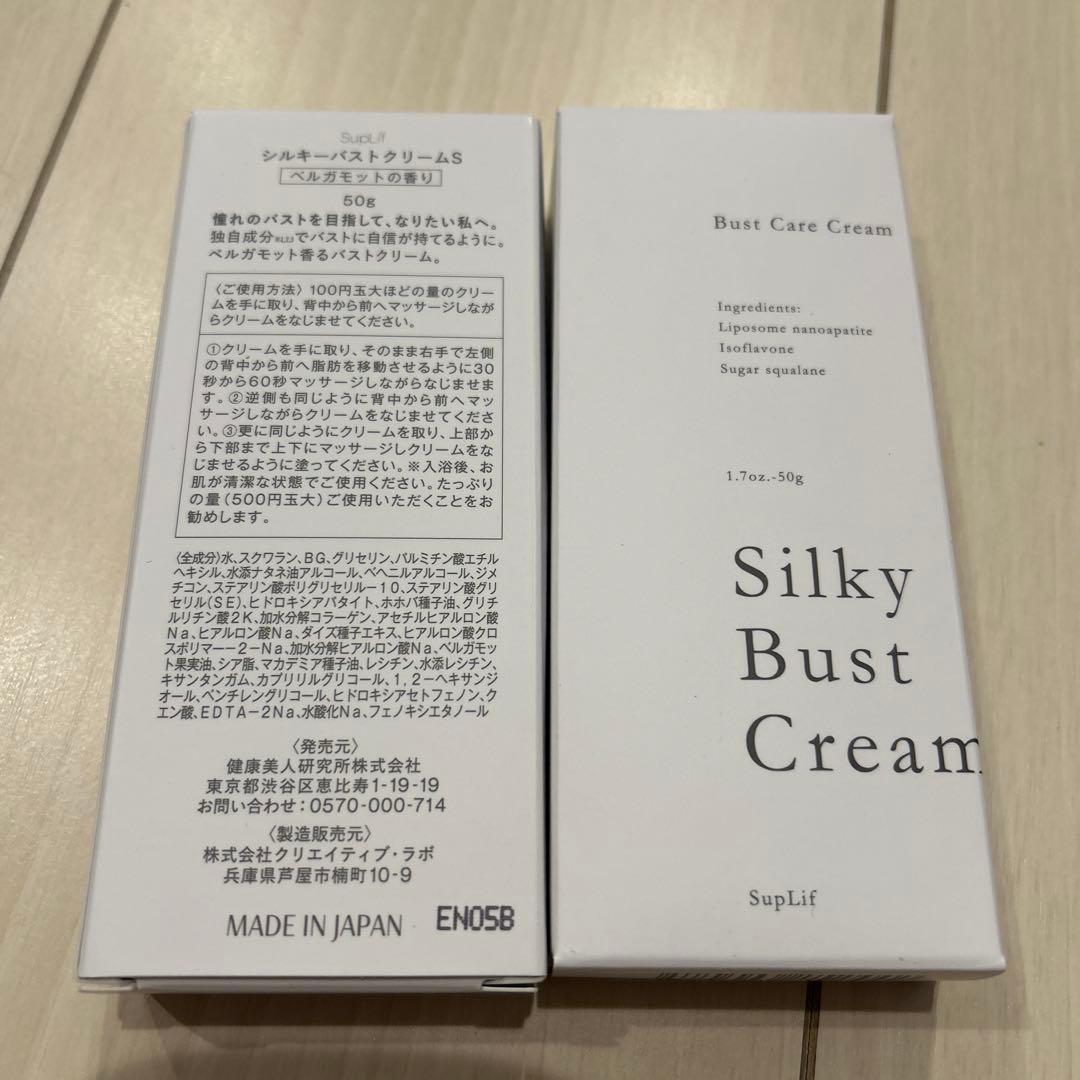 SupLif
シルキーバストクリームS
ベルガモットの香り
50g
憧れのバストを目指して、なりたい私へ。
独自成分でバストに自信が持てるように。
ベルガモット香るバストクリーム。
〈ご使用方法〉100円玉大ほどの量のクリー
ムを手に取り、背中から前へマッサージしなが
らクリームをなじませてください。
①クリームを手に取り、そのまま右手で左側
の背中から前へ脂肪を移動させるように30
秒から60秒マッサージしながらなじませま
す。②逆側も同じように背中から前へマッ
サージしながらクリームをなじませてくださ
い。③更に同じようにクリームを取り、上部か
ら下部まで上下にマッサージしクリームをな
じませるように塗ってください。※入浴後、お
肌が清潔な状態でご使用ください。たっぷり
の量(500円玉大)ご使用いただくことをお
勧めします。
〈全成分〉水、スクワラン、BG、グリセリン、パルミチン酸エチル
ヘキシル、水添ナタネ油アルコール、ベヘニルアルコール、ジメ
チコン、ステアリン酸ポリグリセリル－10、ステアリン酸グリ
セリル(SE)、ヒドロキシアパタイト、ホホバ種子油、グリチ
ルリチン酸2K、加水分解コラーゲン、アセチルヒアルロン酸
Na、ヒアルロン酸Na、ダイズ種子エキス、ヒアルロン酸クロ
スポリマー－2－Na、加水分解ヒアルロン酸Na、ベルガモッ
ト果実油、シア脂、マカデミア種子油、レシチン、水添レシチン、
キサンタンガム、カプリリルグリコール、1,2－ヘキサンジ
オール、ペンチレングリコール、ヒドロキシアセトフェノン、ク
エン酸、EDTA－2Na、水酸化Na、フェノキシエタノール
〈発売元〉
健康美人研究所株式会社
東京都渋谷区恵比寿1-19-19
お問い合わせ：0570-000-714
〈製造販売元〉
株式会社クリエイティブ・ラボ
兵庫県芦屋市楠町10-9
MADE IN JAPAN
EN05B
Bust Care Cream
Ingredients:
Liposome nanoapatite
Isoflavone
Sugar squalane
1.7oz.-50g
Silky
Bust
Cream
SupLif